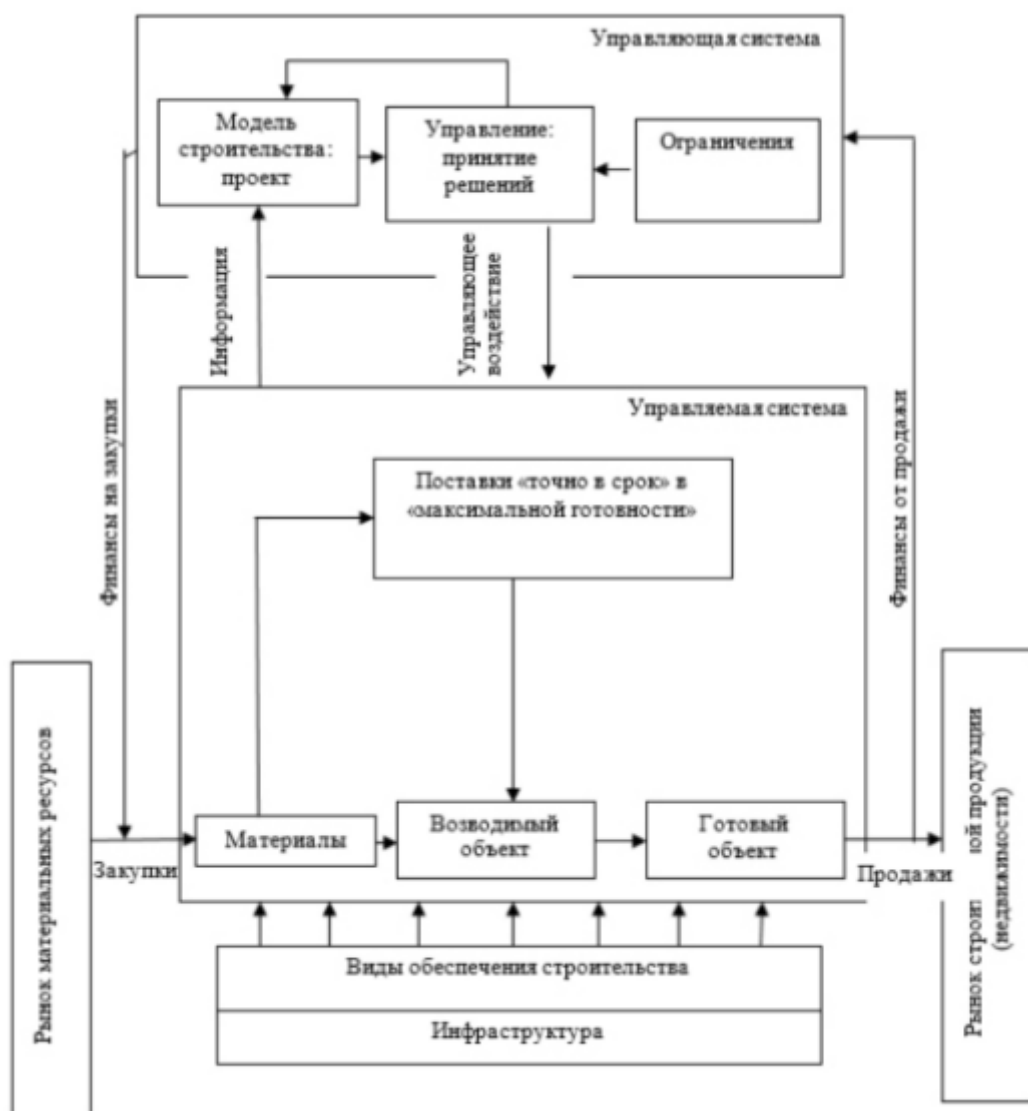 Управляющая система
Модель
строительства:
проект
Управление:
принятие
решений
Ограничения
Информация
Управляющее
воздействие
Финансы на закупки
Управляемая система
Финансы от продажи
Поставки «точно в срок» в
«максимальной готовности»
Рынок материальных ресурсов
Закупки
Материалы
Возводимый
объект
Готовый
объект
Продажи
Рынок продукции
(недвижимости)
Виды обеспечения строительства
Инфраструктура